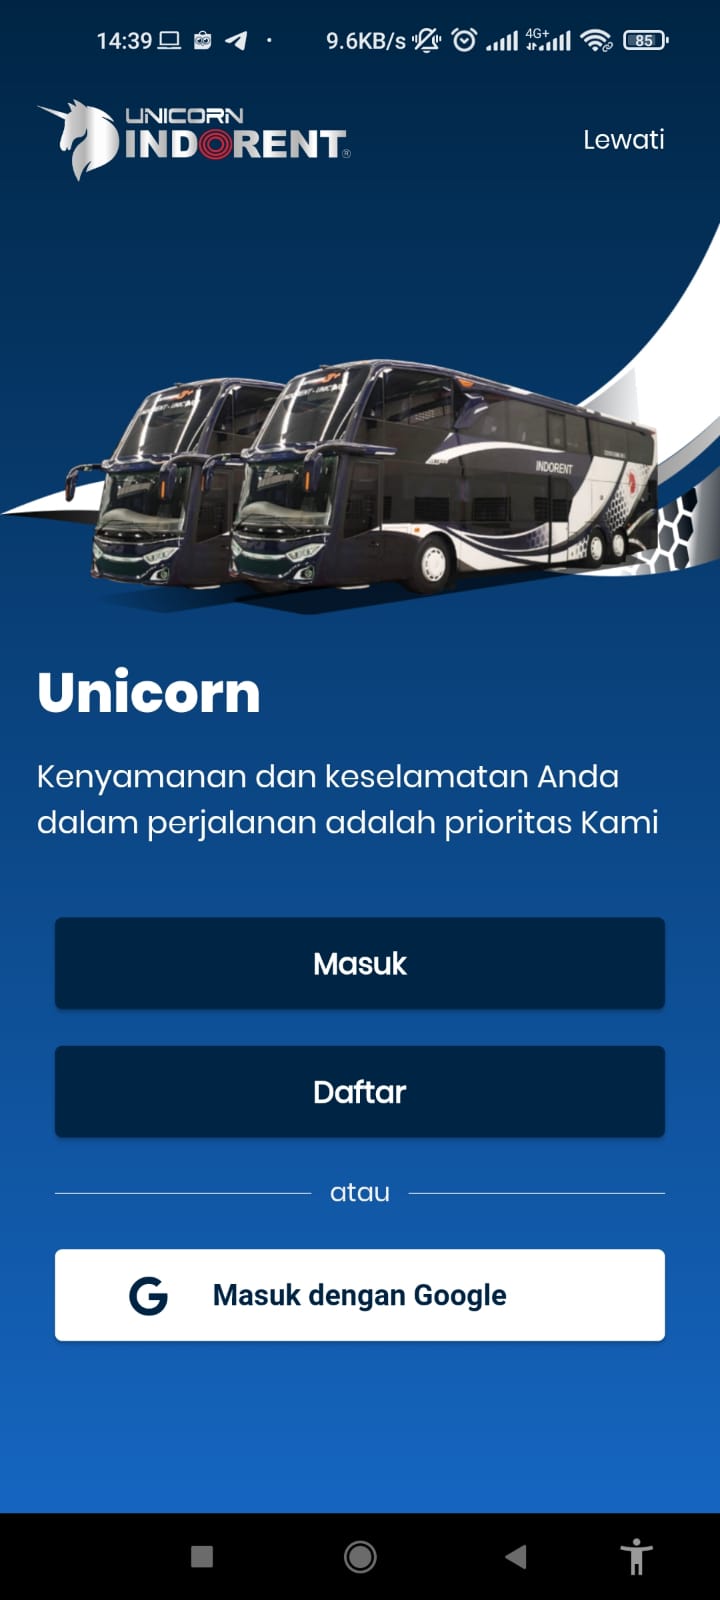 14:39 9.6KB/s 4G+ 85
UNICORN
INDORENT®
Lewati
INDORENT
Unicorn
Kenyamanan dan keselamatan Anda
dalam perjalanan adalah prioritas Kami
Masuk
Daftar
atau
G Masuk dengan Google